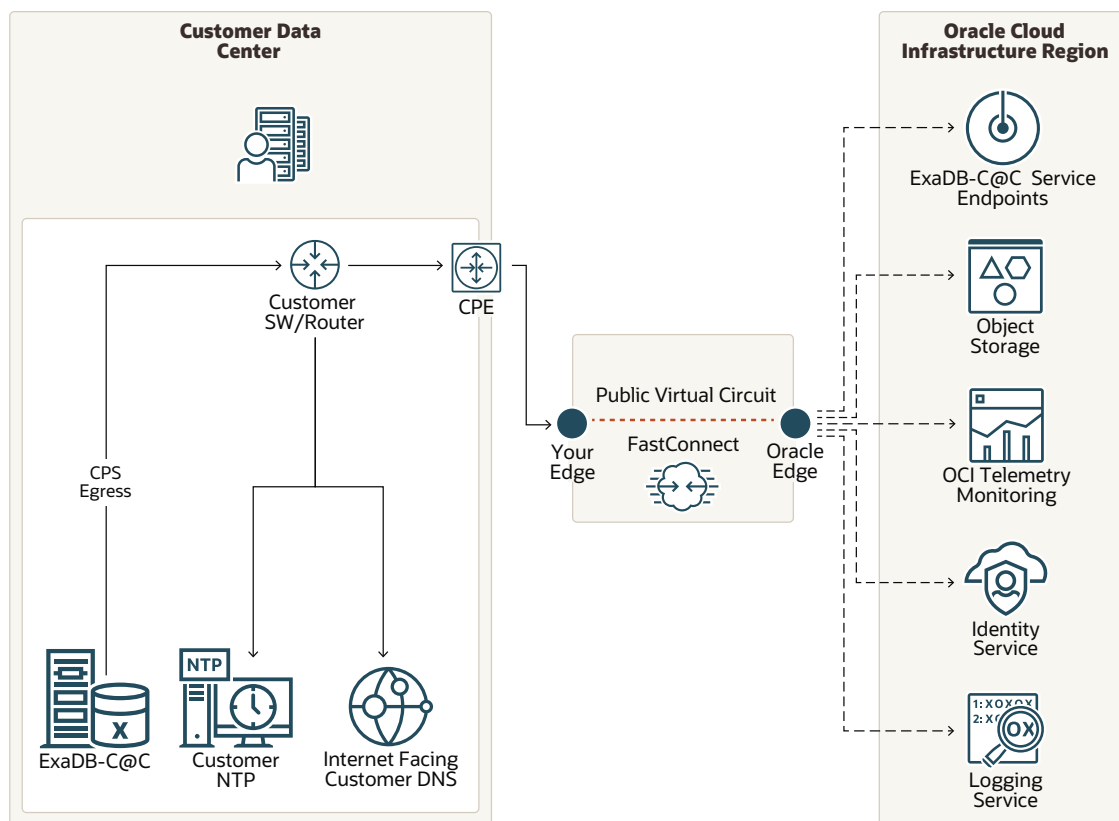 Customer Data
Center
Oracle Cloud
Infrastructure Region
ExaDB-C@C Service
Endpoints
Customer
SW/Router
CPE
Object
Storage
Public Virtual Circuit
FastConnect
Your
Edge
Oracle
Edge
CPS
Egress
OCI Telemetry
Monitoring
Identity
Service
NTP
X
ExaDB-C@C
Customer
NTP
Internet Facing
Customer DNS
1: XOXOX
2: X
OX
Logging
Service